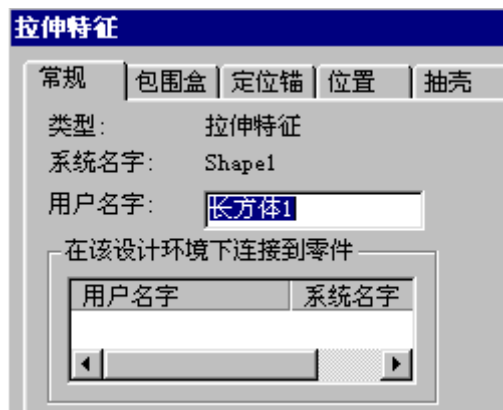 拉伸特征
常规 包围盒 定位锚 位置 抽壳
类型: 拉伸特征
系统名字: Shape1
用户名字: 长方体1
在该设计环境下连接到零件
用户名字 系统名字